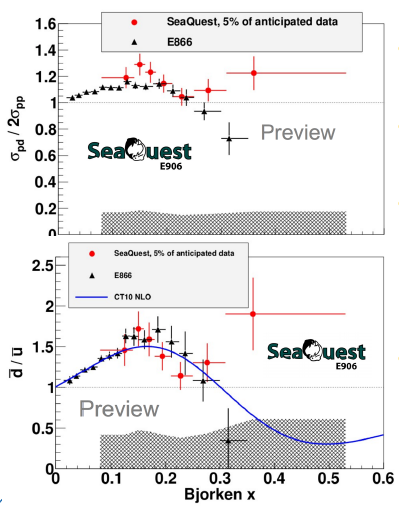 SeaQuest, 5% of anticipated data
E866
1.6
1.4
1.2
1
0.8
0.6
0.4
0.2
0
σpd / 2σpp
Preview
SeaQuest
E906
SeaQuest, 5% of anticipated data
E866
CT10 NLO
2.5
2
1.5
1
0.5
0
d̅ / u̅
SeaQuest
E906
Preview
0 0.1 0.2 0.3 0.4 0.5 0.6
Bjorken x